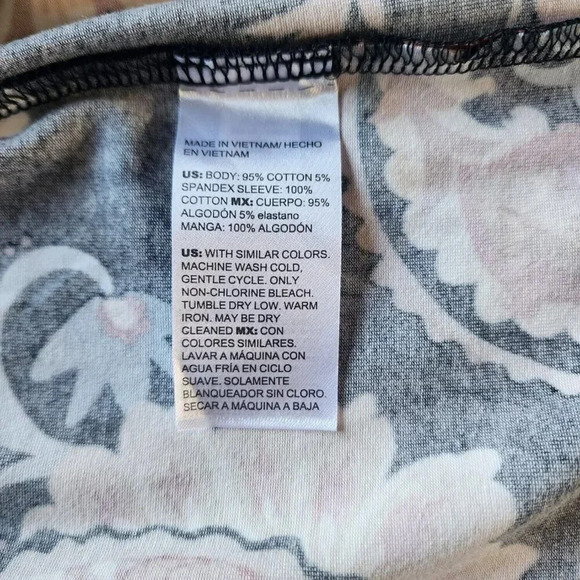 MADE IN VIETNAM/ HECHO
EN VIETNAM
US: BODY: 95% COTTON 5%
SPANDEX SLEEVE: 100%
COTTON MX: CUERPO: 95%
ALGODÓN 5% elastano
MANGA: 100% ALGODÓN
US: WITH SIMILAR COLORS.
MACHINE WASH COLD,
GENTLE CYCLE. ONLY
NON-CHLORINE BLEACH.
TUMBLE DRY LOW. WARM
IRON. MAY BE DRY
CLEANED MX: CON
COLORES SIMILARES.
LAVAR A MÁQUINA CON
AGUA FRÍA EN CICLO
SUAVE. SOLAMENTE
BLANQUEADOR SIN CLORO.
SECAR A MÁQUINA A BAJA